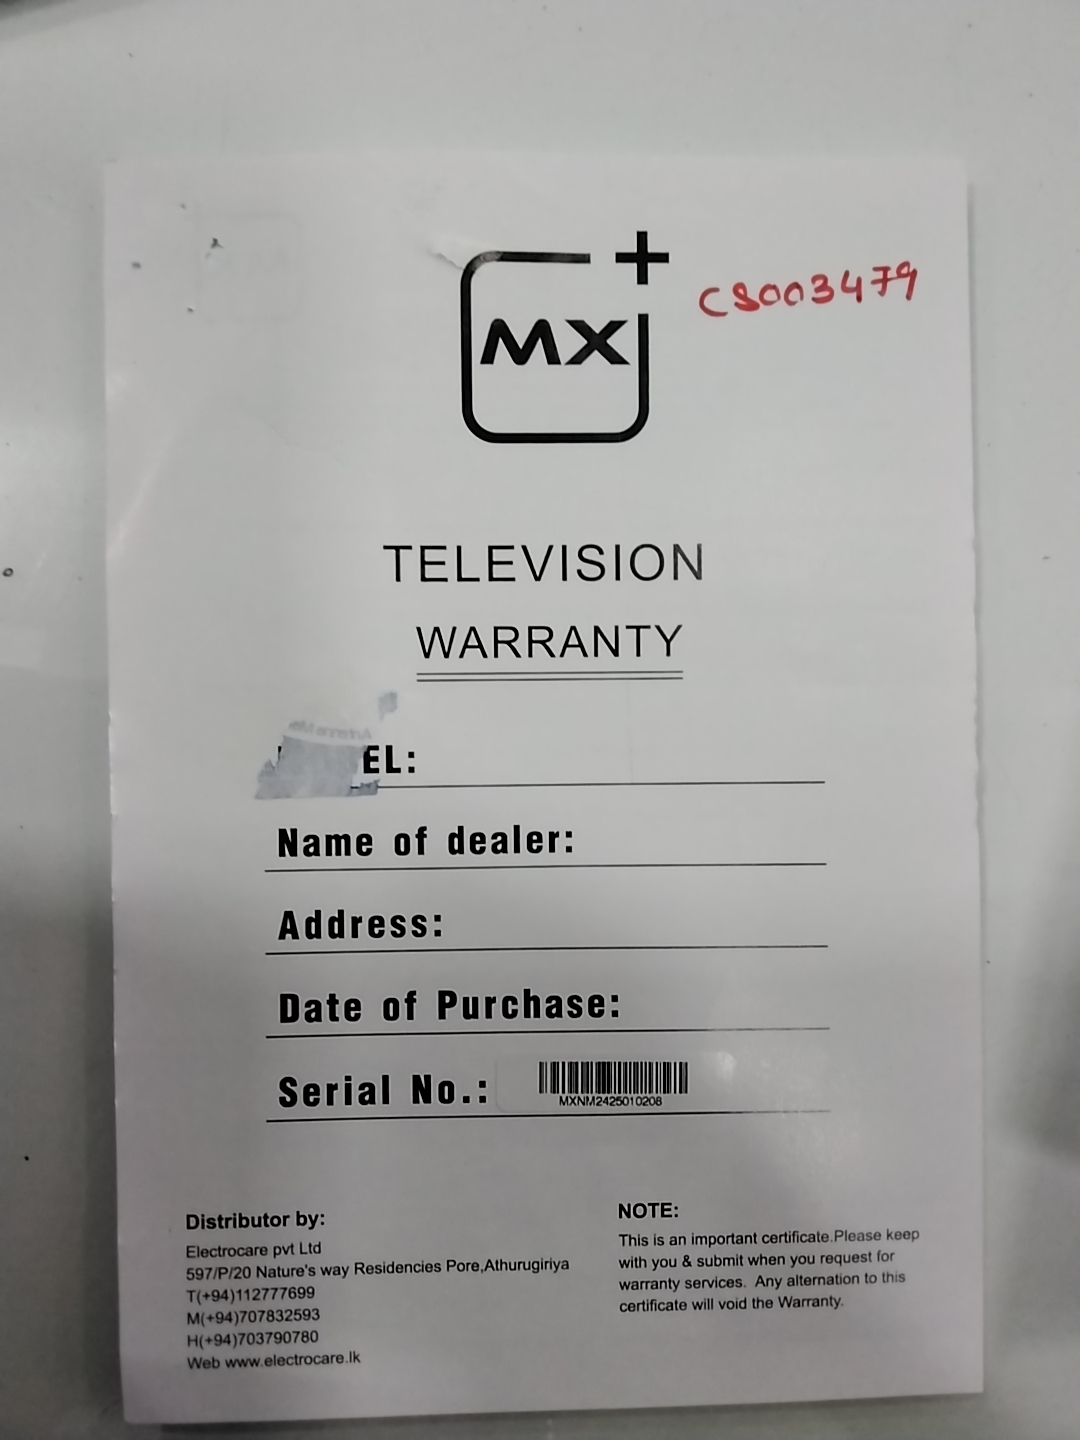 MX+
CS003479
TELEVISION
WARRANTY
EL:
Name of dealer:
Address:
Date of Purchase:
Serial No.:
MXNM2425010208
Distributor by:
Electrocare pvt Ltd
597/P/20 Nature's way Residencies Pore,Athurugiriya
T(+94)112777699
M(+94)707832593
H(+94)703790780
Web www.electrocare.lk
NOTE:
This is an important certificate.Please keep
with you & submit when you request for
warranty services. Any alternation to this
certificate will void the Warranty.